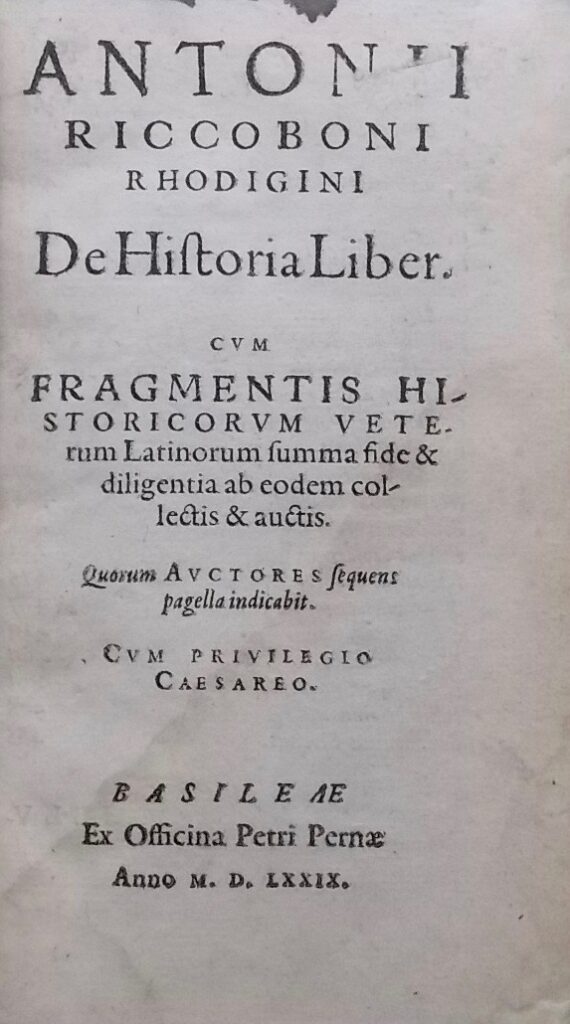 ANTONII
RICCOBONI
RHODIGINI
De Hiſtoria Liber.
CVM
FRAGMENTIS HI-
STORICORVM VETE-
rum Latinorum ſumma fide &
diligentia ab eodem col-
lectis & auctis.
Quorum AVCTORES ſequens
pagella indicabit.
CVM PRIVILEGIO
CAESAREO.
BASILEAE
Ex Officina Petri Pernæ
Anno M. D. LXXIX.